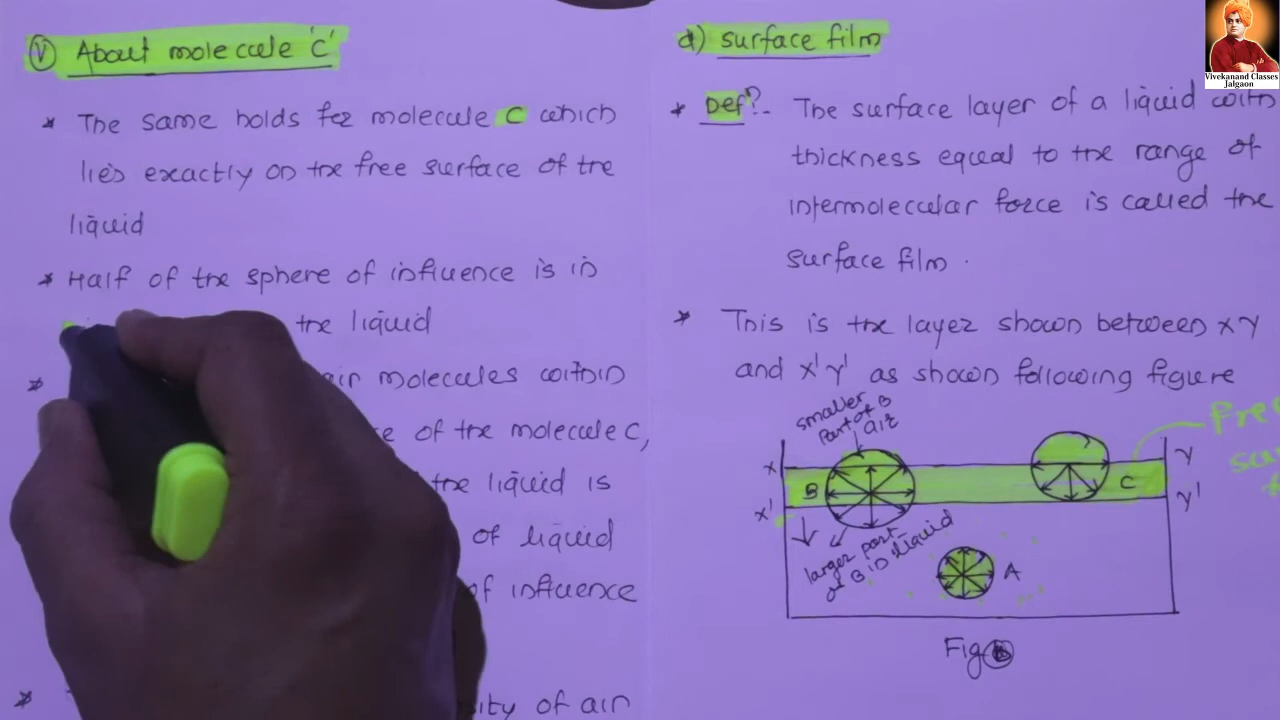 (V) About molecule 'C'
* The same holds for molecule C which
lies exactly on the free surface of the
liquid
* Half of the sphere of influence is in
the liquid
molecules within
of the molecule C,
the liquid is
of liquid
of influence
of air
d) surface film
* Defn:- The surface layer of a liquid with
thickness equal to the range of
intermolecular force is called the
surface film.
* This is the layer shown between XY
and X'Y' as shown following figure
smaller
part of B
air
X
Y
B
C
X'
Y'
larger part
of B in liquid
A
Fig
Vivekanand Classes
Jalgaon